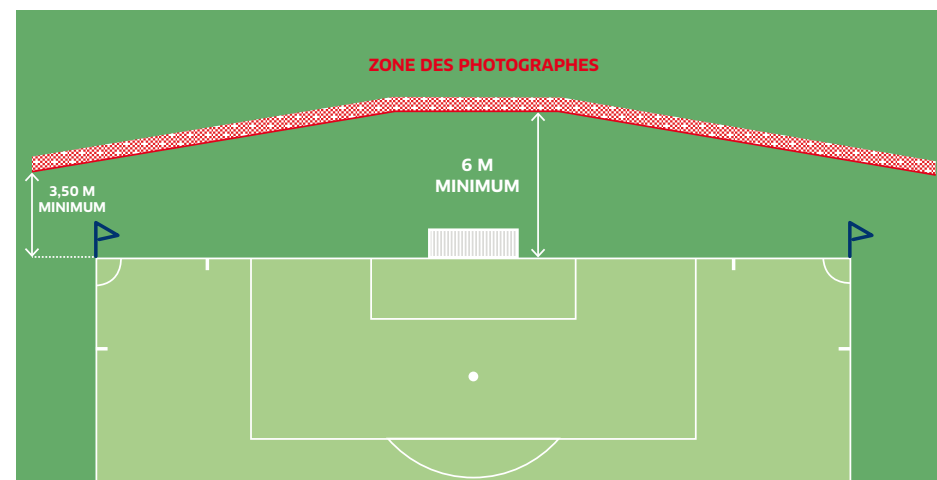 ZONE DES PHOTOGRAPHES
6 M
MINIMUM
3,50 M
MINIMUM